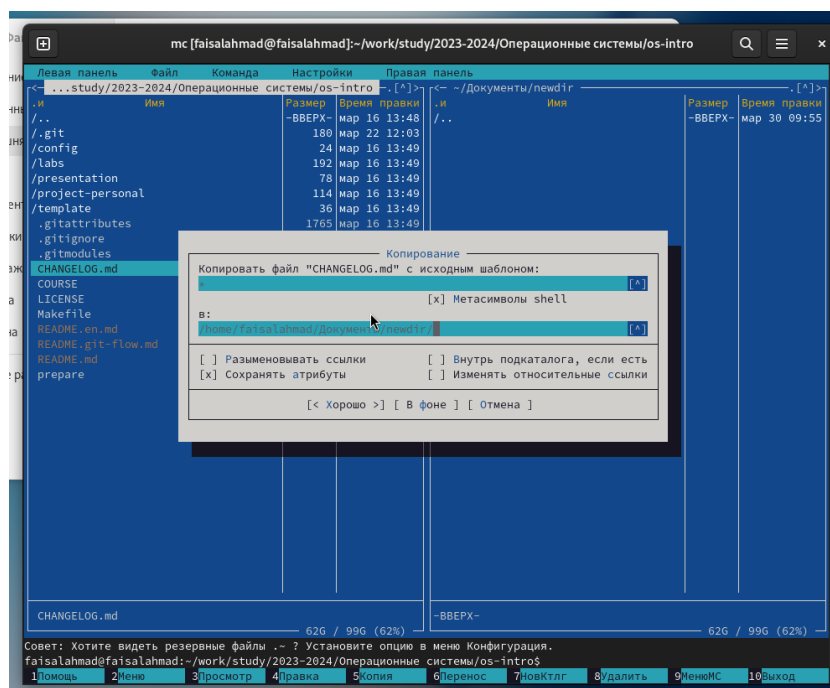 mc [faisalahmad@faisalahmad]:~/work/study/2023-2024/Операционные системы/os-intro
Левая панель Файл Команда Настройки Правая панель
<─ ...study/2023-2024/Операционные системы/os-intro ─.[^]>
<─ ~/Документы/newdir ─.[^]>
.и Имя Размер Время правки .и Имя Размер Время правки
/.. -ВВЕРХ- мар 16 13:48 /.. -ВВЕРХ- мар 30 09:55
/.git 180 мар 22 12:03
/config 24 мар 16 13:49
/labs 192 мар 16 13:49
/presentation 78 мар 16 13:49
/project-personal 114 мар 16 13:49
/template 36 мар 16 13:49
.gitattributes 1765 мар 16 13:49
.gitignore
.gitmodules
CHANGELOG.md
COURSE
LICENSE
Makefile
README.en.md
README.git-flow.md
README.md
prepare
Копирование
Копировать файл "CHANGELOG.md" с исходным шаблоном:
* [^]
[x] Метасимволы shell
в:
/home/faisalahmad/Документы/newdir/ [^]
[ ] Разыменовывать ссылки [ ] Внутрь подкаталога, если есть
[x] Сохранять атрибуты [ ] Изменять относительные ссылки
[< Хорошо >] [ В фоне ] [ Отмена ]
CHANGELOG.md -ВВЕРХ-
62G / 99G (62%) 62G / 99G (62%)
Совет: Хотите видеть резервные файлы .~ ? Установите опцию в меню Конфигурация.
faisalahmad@faisalahmad:~/work/study/2023-2024/Операционные системы/os-intro$
1Помощь 2Меню 3Просмотр 4Правка 5Копия 6Перенос 7НовКтлг 8Удалить 9МенюМС 10Выход